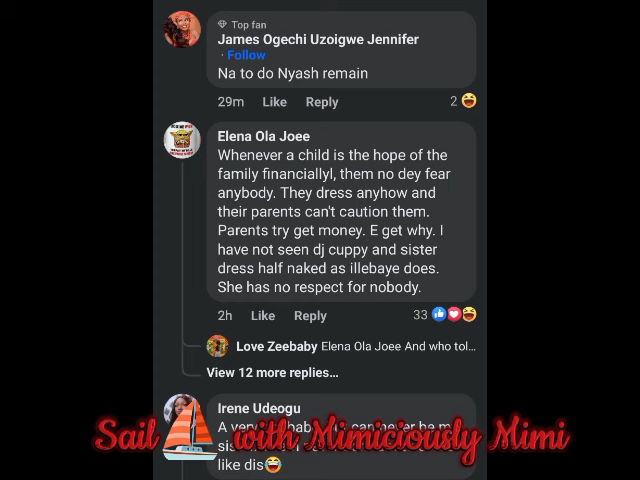 Top fan
James Ogechi Uzoigwe Jennifer
· Follow
Na to do Nyash remain
29m Like Reply 2
Elena Ola Joee
Whenever a child is the hope of the
family financiallyl, them no dey fear
anybody. They dress anyhow and
their parents can't caution them.
Parents try get money. E get why. I
have not seen dj cuppy and sister
dress half naked as illebaye does.
She has no respect for nobody.
2h Like Reply 33
Love Zeebaby Elena Ola Joee And who tol...
View 12 more replies...
Irene Udeogu
A
like dis
Sail with Mimiciously Mimi